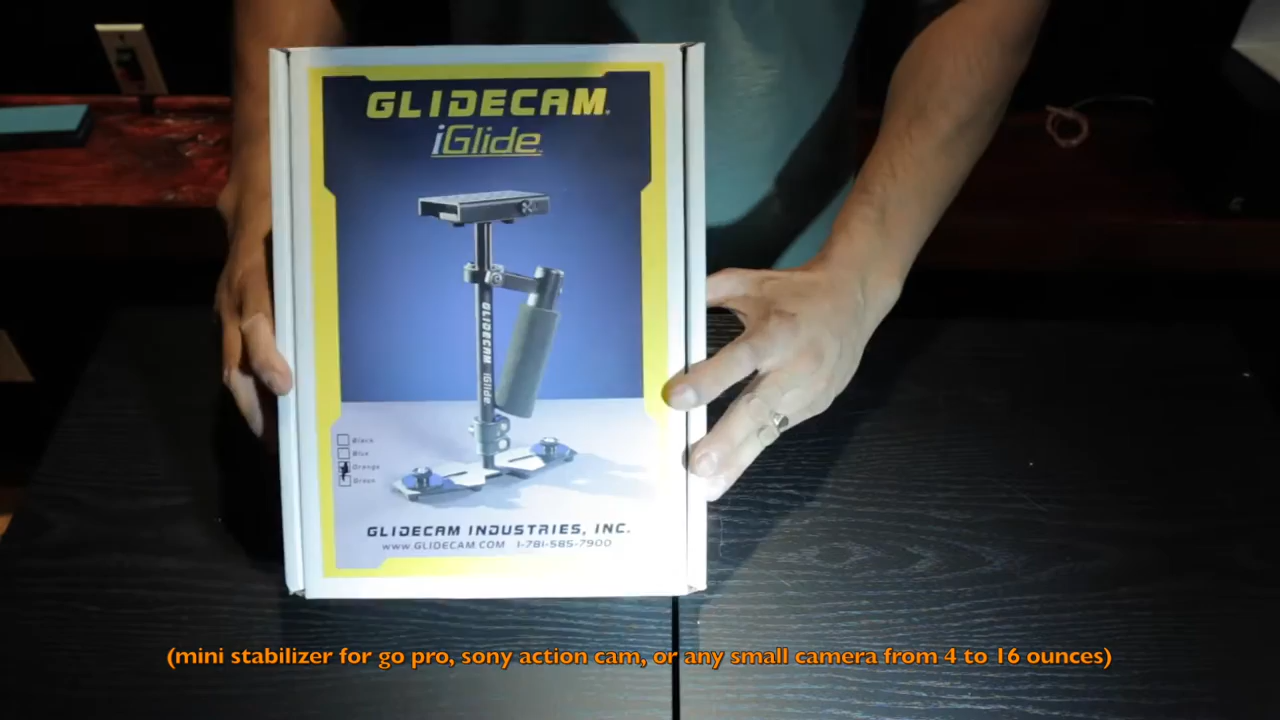 GLIDECAM
iGlide
GLIDECAM iGlide
Black
Blue
Orange
Green
GLIDECAM INDUSTRIES, INC.
WWW.GLIDECAM.COM 1-781-585-7900
(mini stabilizer for go pro, sony action cam, or any small camera from 4 to 16 ounces)